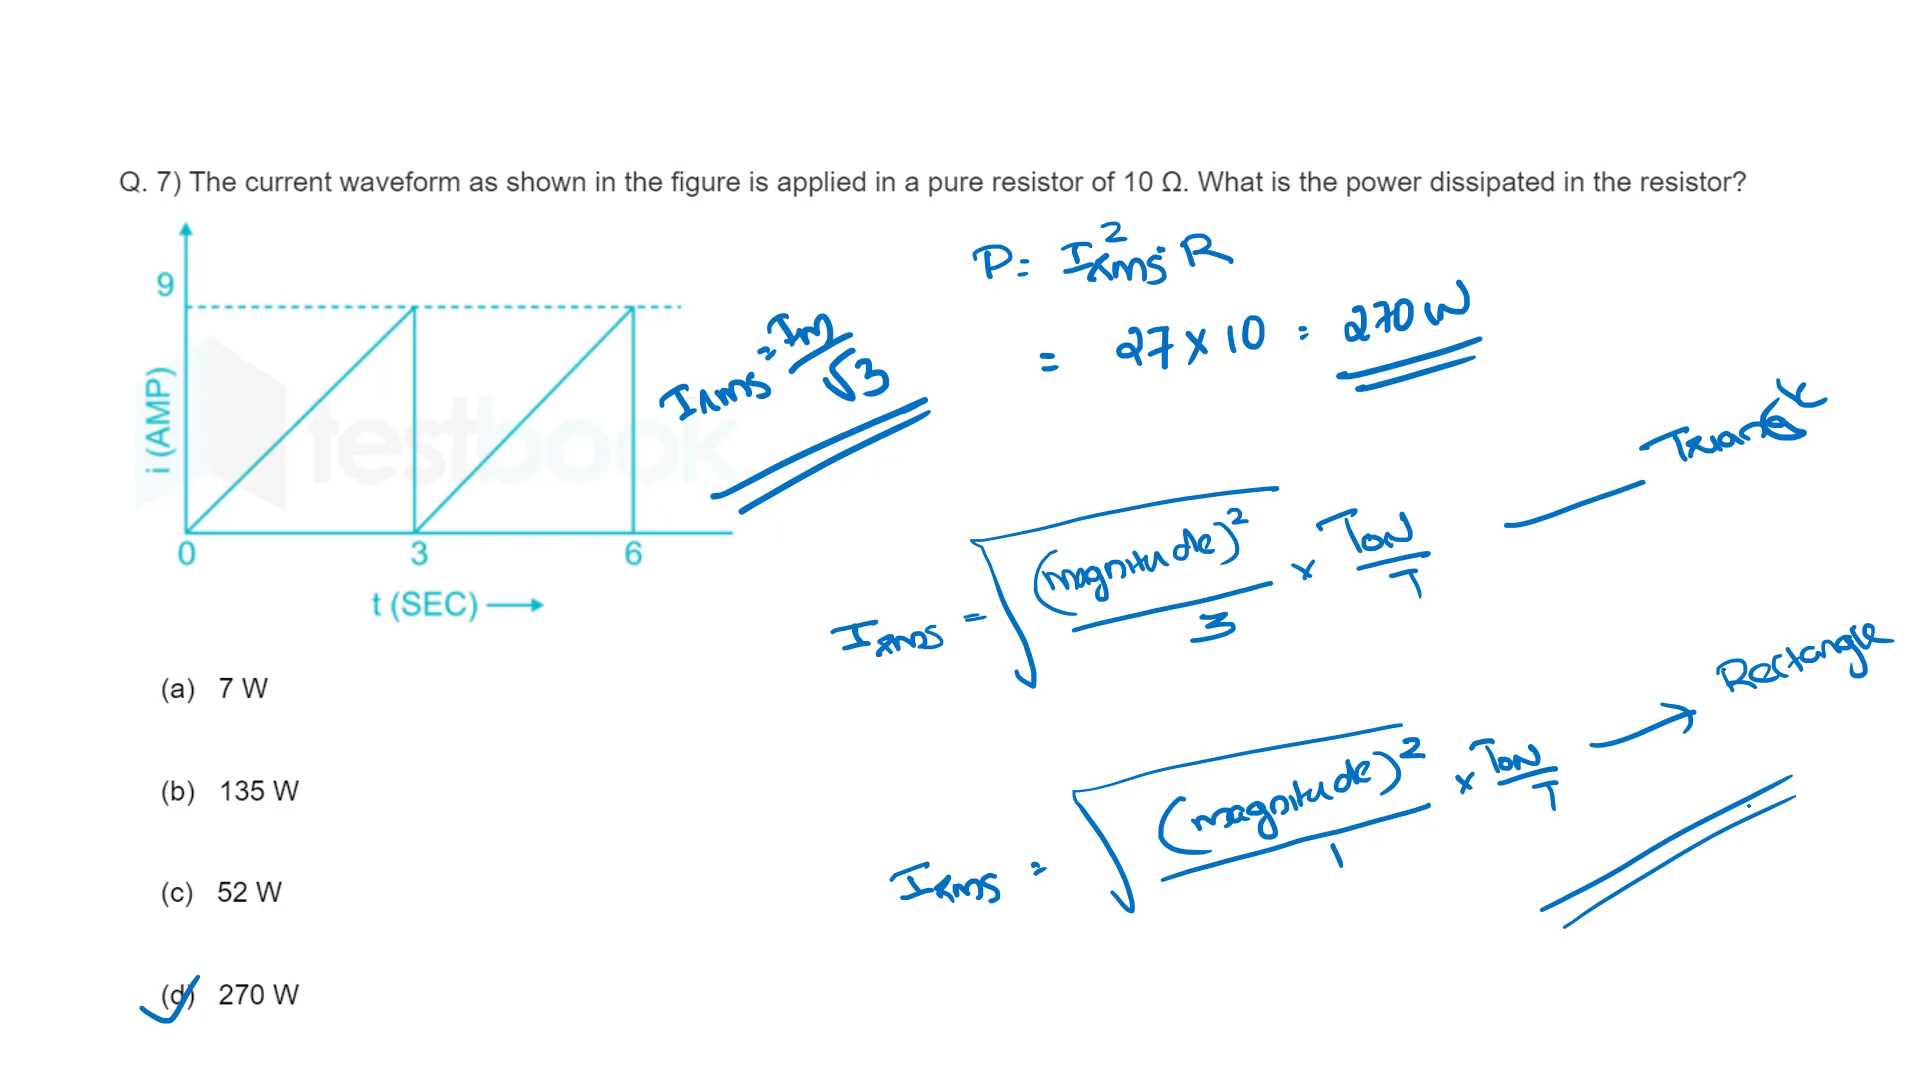 Q. 7) The current waveform as shown in the figure is applied in a pure resistor of 10 Ω. What is the power dissipated in the resistor?
9
i (AMP)
0 3 6
t (SEC)
testbook
(a) 7 W
(b) 135 W
(c) 52 W
(d) 270 W
Irms = Im/√3
P = I²rms R
= 27 × 10 = 270 W
Irms = √((magnitude)²/3 × TON/T)
Triangle
Irms = √((magnitude)²/1 × TON/T)
Rectangle